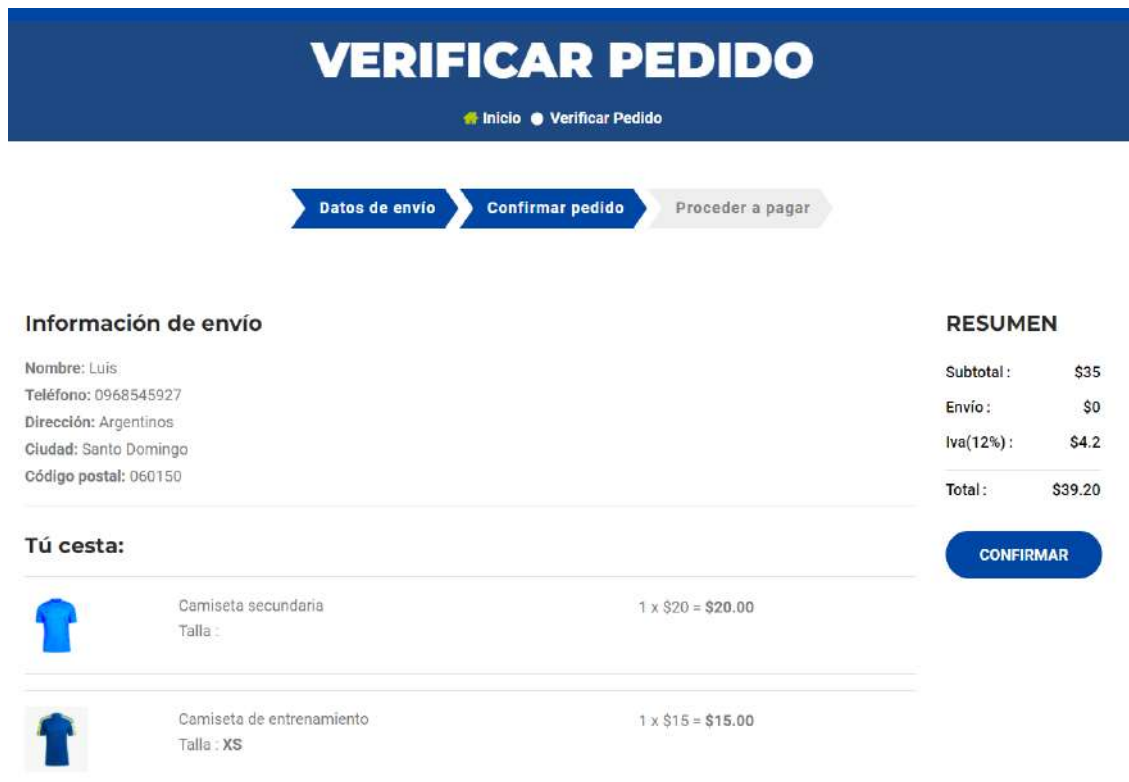 VERIFICAR PEDIDO
Inicio Verificar Pedido
Datos de envío Confirmar pedido Proceder a pagar
Información de envío
Nombre: Luis
Teléfono: 0968545927
Dirección: Argentinos
Ciudad: Santo Domingo
Código postal: 060150
Tú cesta:
Camiseta secundaria 1 x $20 = $20.00
Talla :
Camiseta de entrenamiento 1 x $15 = $15.00
Talla : XS
RESUMEN
Subtotal : $35
Envío : $0
Iva(12%) : $4.2
Total : $39.20
CONFIRMAR